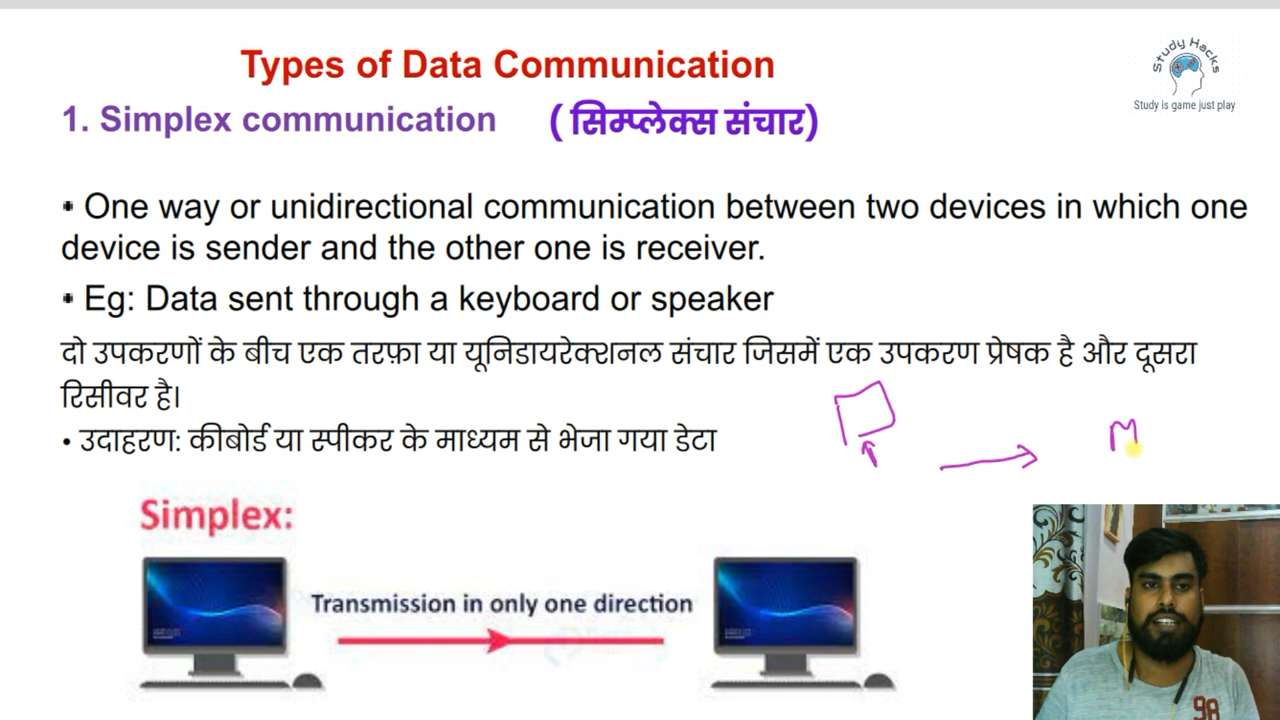 Types of Data Communication
Study Hacks
Study is game just play
1. Simplex communication ( सिम्प्लेक्स संचार)
• One way or unidirectional communication between two devices in which one
device is sender and the other one is receiver.
• Eg: Data sent through a keyboard or speaker
दो उपकरणों के बीच एक तरफ़ा या यूनिडायरेक्शनल संचार जिसमें एक उपकरण प्रेषक है और दूसरा
रिसीवर है।
• उदाहरण: कीबोर्ड या स्पीकर के माध्यम से भेजा गया डेटा
M
Simplex:
Transmission in only one direction
98